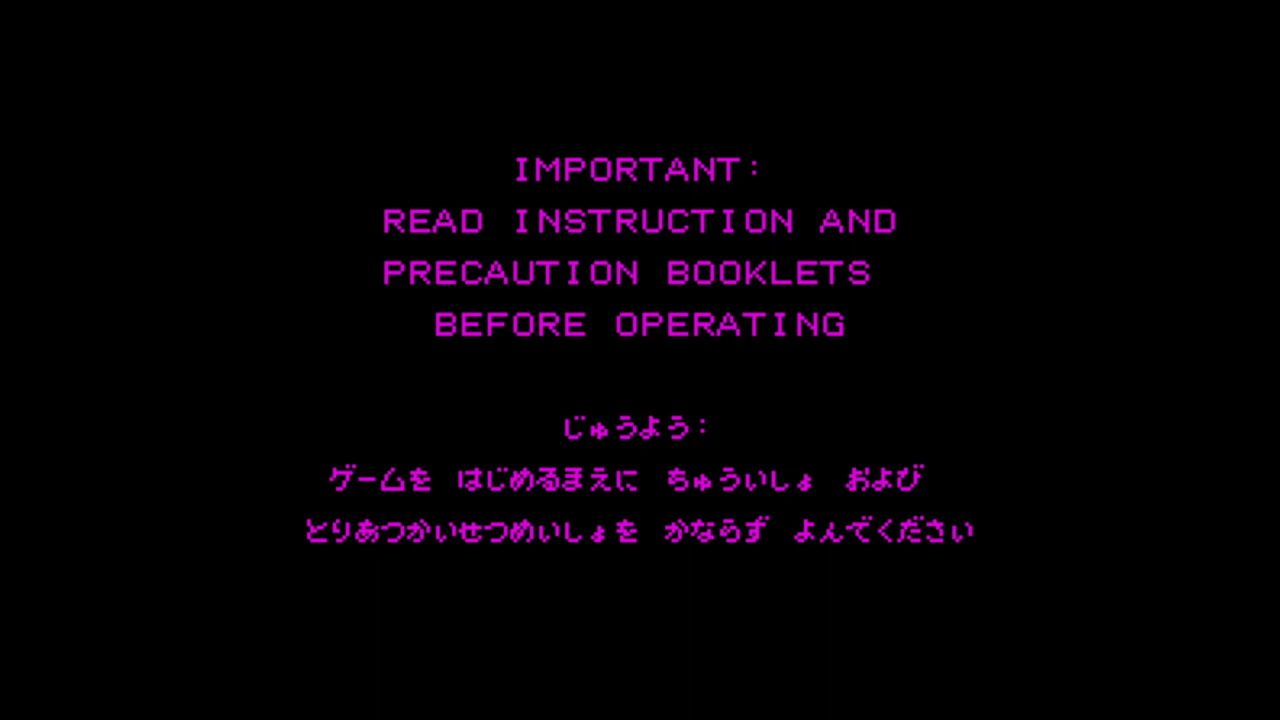 IMPORTANT:
READ INSTRUCTION AND
PRECAUTION BOOKLETS
BEFORE OPERATING
じゅうよう:
ゲームを はじめるまえに ちゅういしょ および
とりあつかいせつめいしょを かならず よんでください